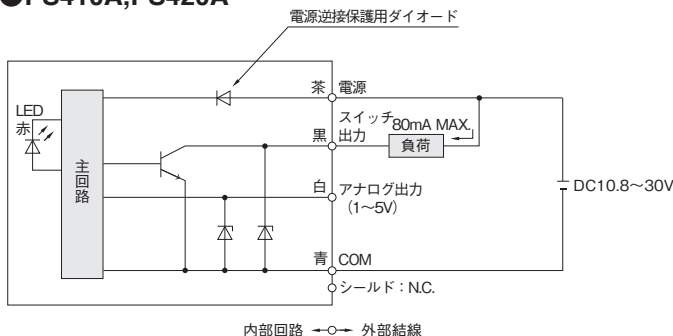 電源逆接保護用ダイオード
茶 電源
LED
赤
スイッチ
黒 出力
80mA MAX.
負荷
主回路
白 アナログ出力
(1～5V)
DC10.8～30V
青 COM
シールド：N.C.
内部回路 外部結線